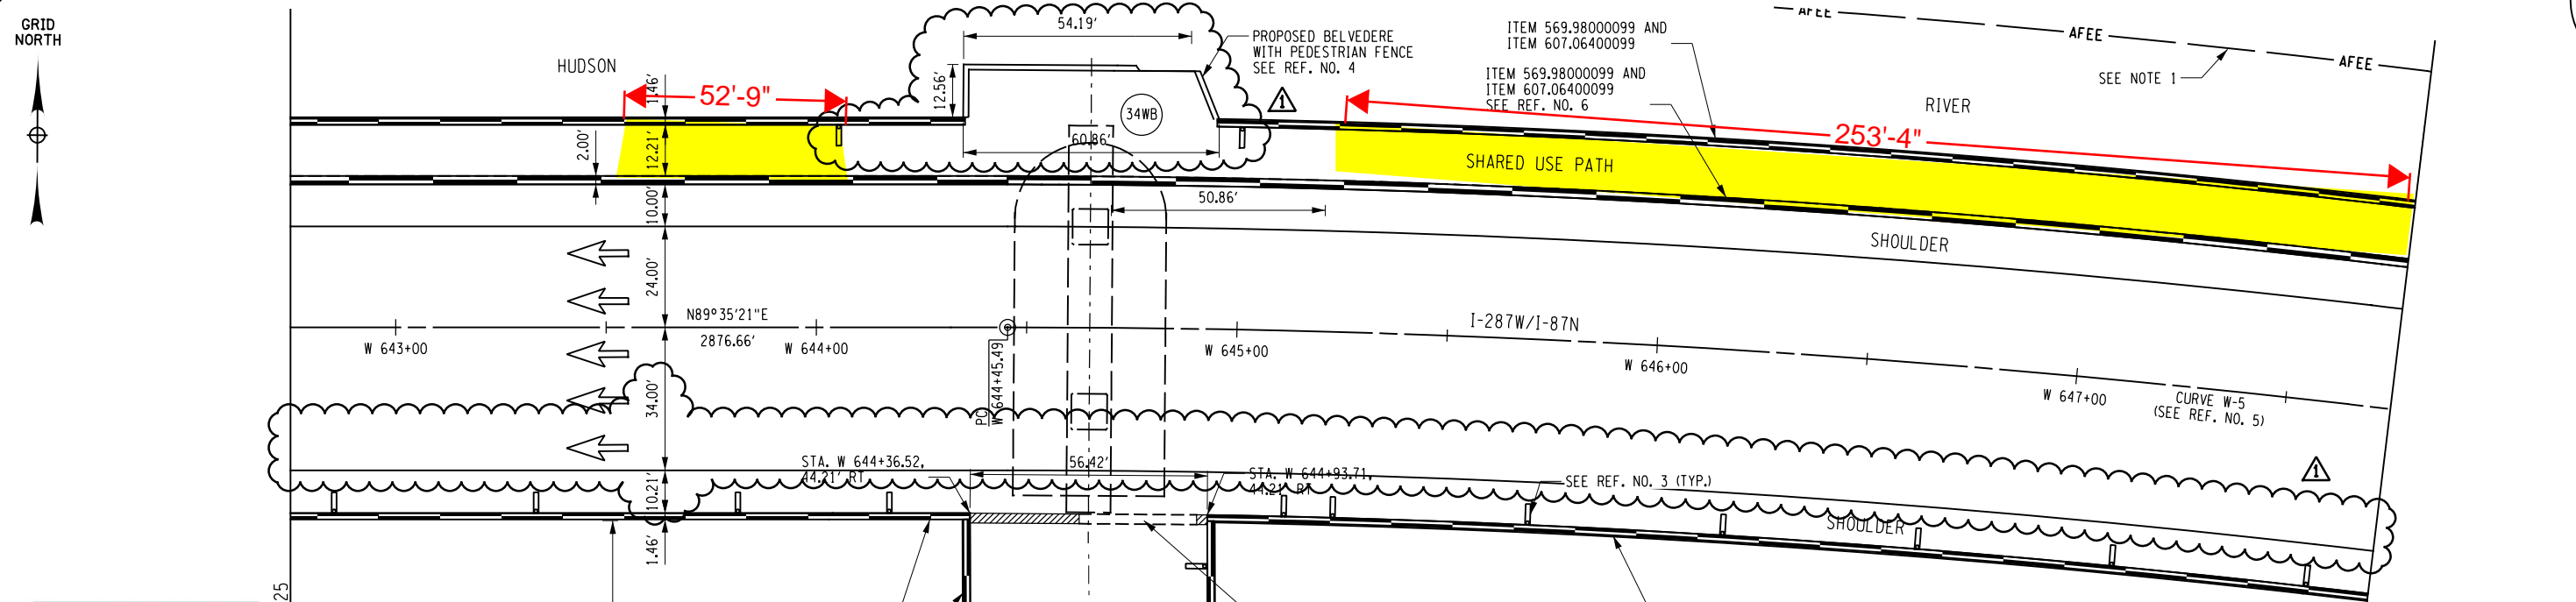 GRID
NORTH
HUDSON
1.46'
52'-9"
54.19'
12.56'
PROPOSED BELVEDERE
WITH PEDESTRIAN FENCE
SEE REF. NO. 4
34WB
1
ITEM 569.98000099 AND
ITEM 607.06400099
ITEM 569.98000099 AND
ITEM 607.06400099
SEE REF. NO. 6
AFEE
AFEE
AFEE
SEE NOTE 1
RIVER
253'-4"
2.00'
12.21'
60.86'
SHARED USE PATH
10.00'
50.86'
SHOULDER
24.00'
N89°35'21"E
2876.66'
W 643+00
W 644+00
PC
W 644+45.49
W 645+00
I-287W/I-87N
W 646+00
W 647+00
CURVE W-5
(SEE REF. NO. 5)
34.00'
1
STA. W 644+36.52,
44.21' RT
56.42'
STA. W 644+93.71,
44.21' RT
SEE REF. NO. 3 (TYP.)
10.21'
SHOULDER
1.46'
25